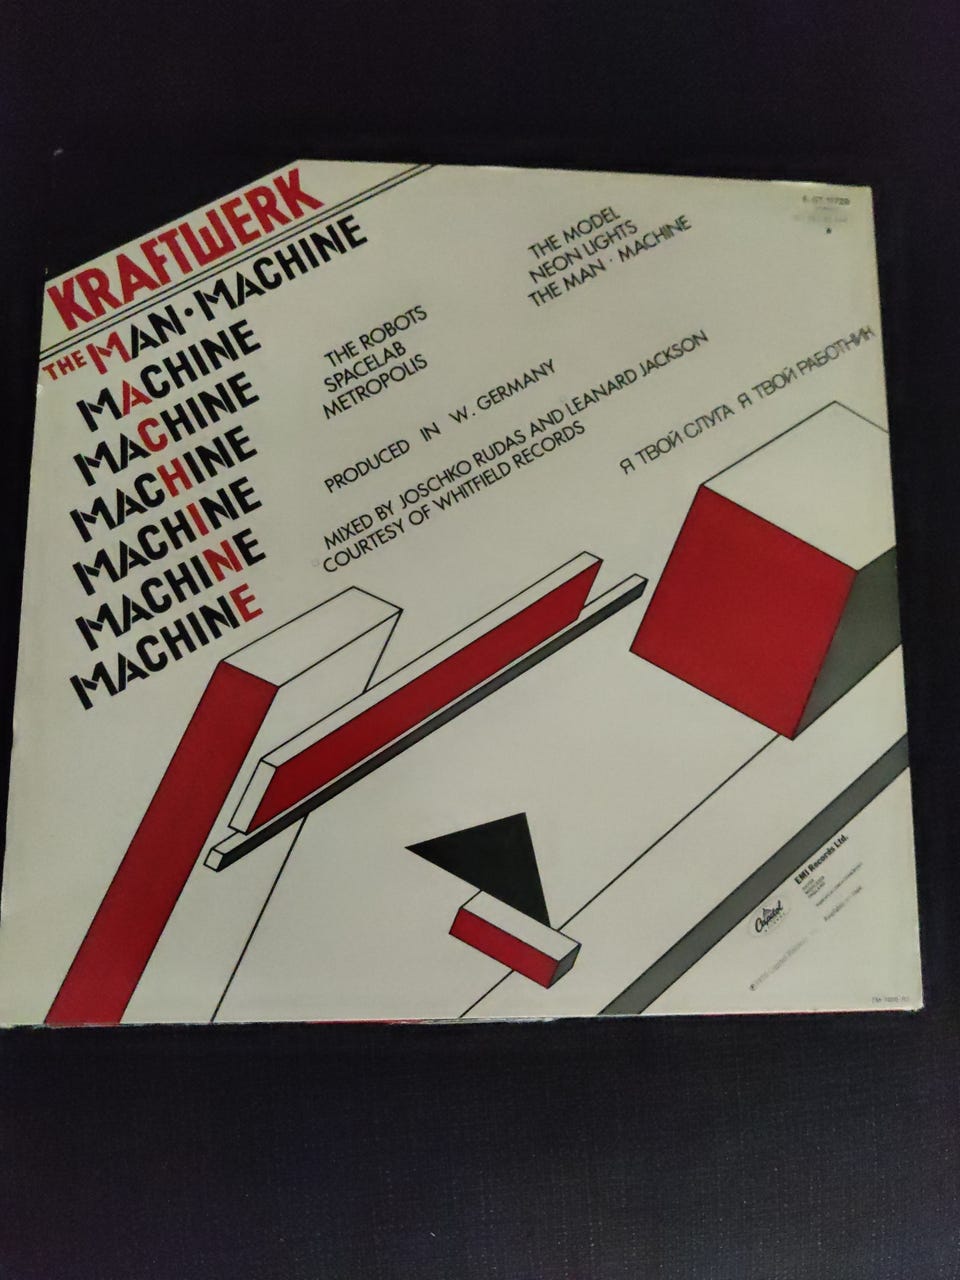 KRAFTWERK
THE MAN·MACHINE
MACHINE
MACHINE
MACHINE
MACHINE
MACHINE
MACHINE
THE ROBOTS
SPACELAB
METROPOLIS
THE MODEL
NEON LIGHTS
THE MAN · MACHINE
PRODUCED IN W. GERMANY
MIXED BY JOSCHKO RUDAS AND LEANARD JACKSON
COURTESY OF WHITFIELD RECORDS
Я ТВОЙ СЛУГА Я ТВОЙ РАБОТНИК
EMI Records Ltd.
Capitol